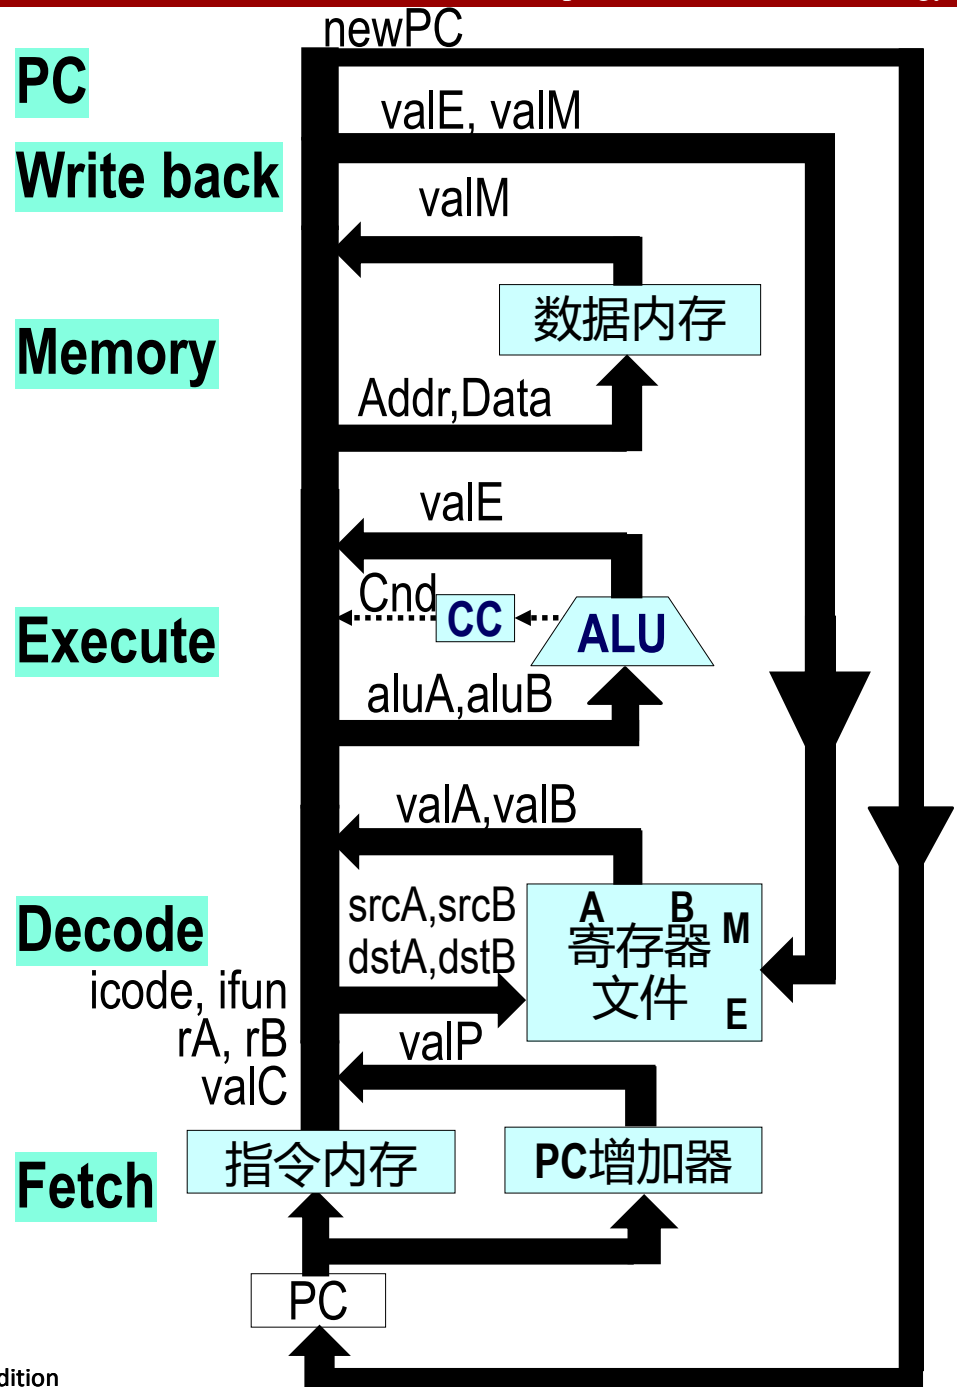 newPC
PC
valE, valM
Write back
valM
数据内存
Memory
Addr,Data
valE
Cnd
CC
ALU
Execute
aluA,aluB
valA,valB
srcA,srcB
dstA,dstB
A B
M
寄存器
文件
E
Decode
icode, ifun
rA, rB
valC
valP
指令内存
PC增加器
Fetch
PC
dition